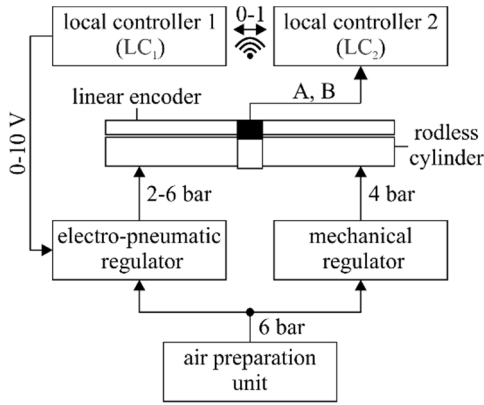 local controller 1
(LC₁)
0-1
local controller 2
(LC₂)
linear encoder
A, B
rodless
cylinder
0-10 V
2-6 bar
4 bar
electro-pneumatic
regulator
mechanical
regulator
6 bar
air preparation
unit